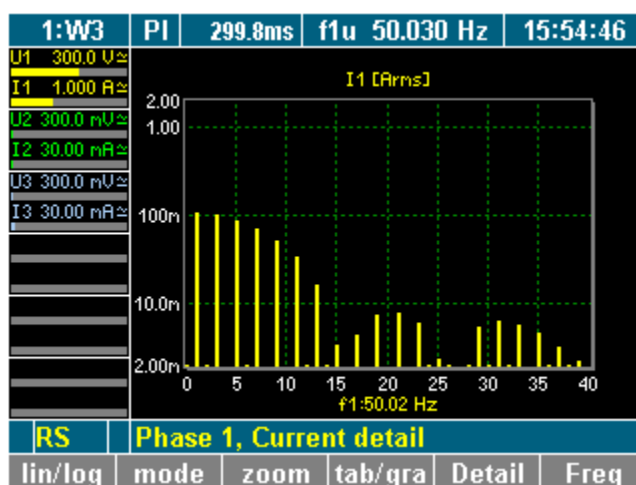 1:W3 PI 299.8ms f1u 50.030 Hz 15:54:46
U1 300.0 V≃
I1 1.000 A≃
U2 300.0 mV≃
I2 30.00 mA≃
U3 300.0 mV≃
I3 30.00 mA≃
I1 [Arms]
2.00
1.00
100m
10.0m
2.00m
0 5 10 15 20 25 30 35 40
f1:50.02 Hz
RS Phase 1, Current detail
lin/log mode zoom tab/gra Detail Freq